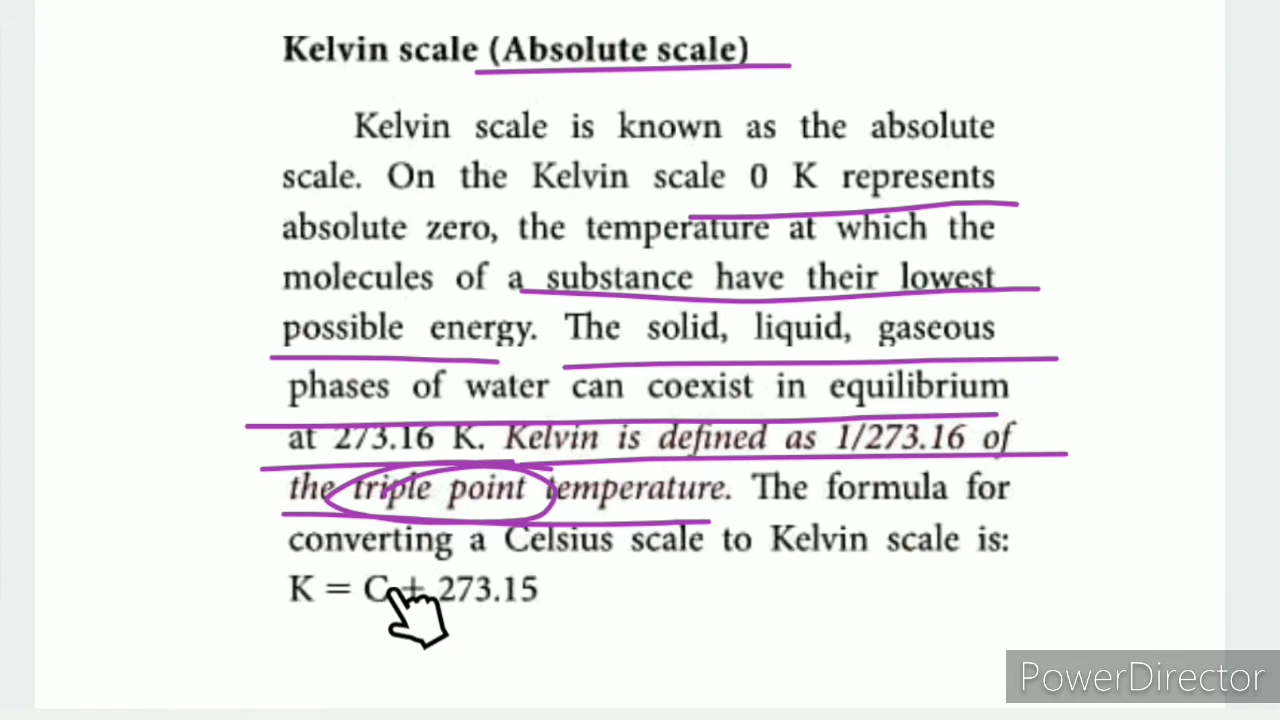 Kelvin scale (Absolute scale)
Kelvin scale is known as the absolute
scale. On the Kelvin scale 0 K represents
absolute zero, the temperature at which the
molecules of a substance have their lowest
possible energy. The solid, liquid, gaseous
phases of water can coexist in equilibrium
at 273.16 K. Kelvin is defined as 1/273.16 of
the triple point temperature. The formula for
converting a Celsius scale to Kelvin scale is:
K = C + 273.15
PowerDirector